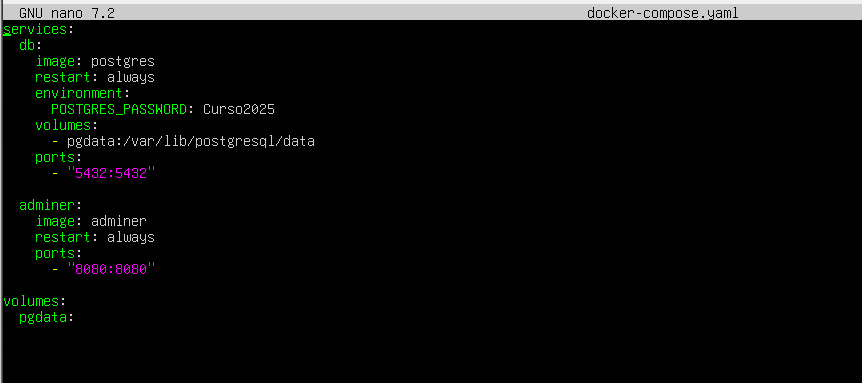 GNU nano 7.2 docker-compose.yaml
services:
  db:
    image: postgres
    restart: always
    environment:
      POSTGRES_PASSWORD: Curso2025
    volumes:
      - pgdata:/var/lib/postgresql/data
    ports:
      - "5432:5432"

  adminer:
    image: adminer
    restart: always
    ports:
      - "8080:8080"

volumes:
  pgdata: